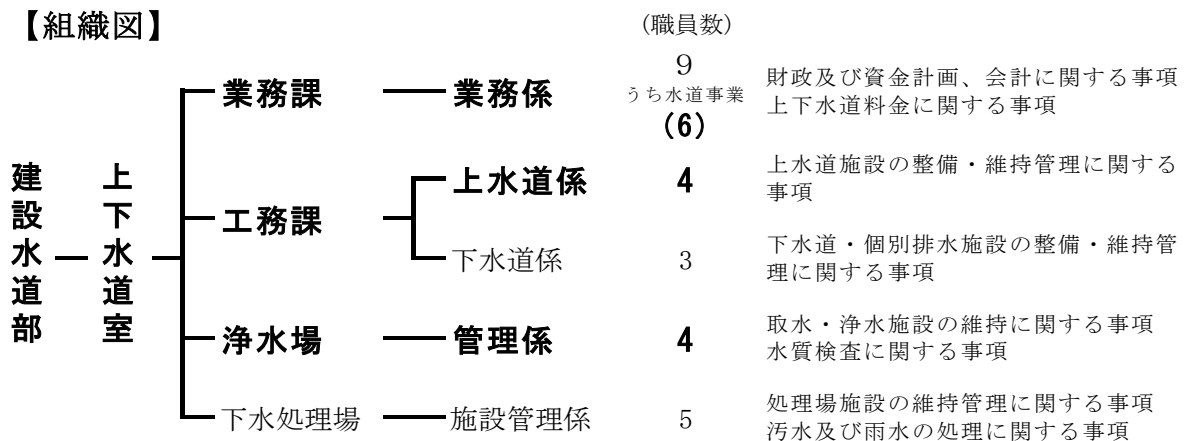 【組織図】
(職員数)
建設水道部
上下水道室
業務課
業務係
9
うち水道事業
(6)
財政及び資金計画、会計に関する事項
上下水道料金に関する事項
工務課
上水道係
4
上水道施設の整備・維持管理に関する
事項
下水道係
3
下水道・個別排水施設の整備・維持管
理に関する事項
浄水場
管理係
4
取水・浄水施設の維持に関する事項
水質検査に関する事項
下水処理場
施設管理係
5
処理場施設の維持管理に関する事項
汚水及び雨水の処理に関する事項